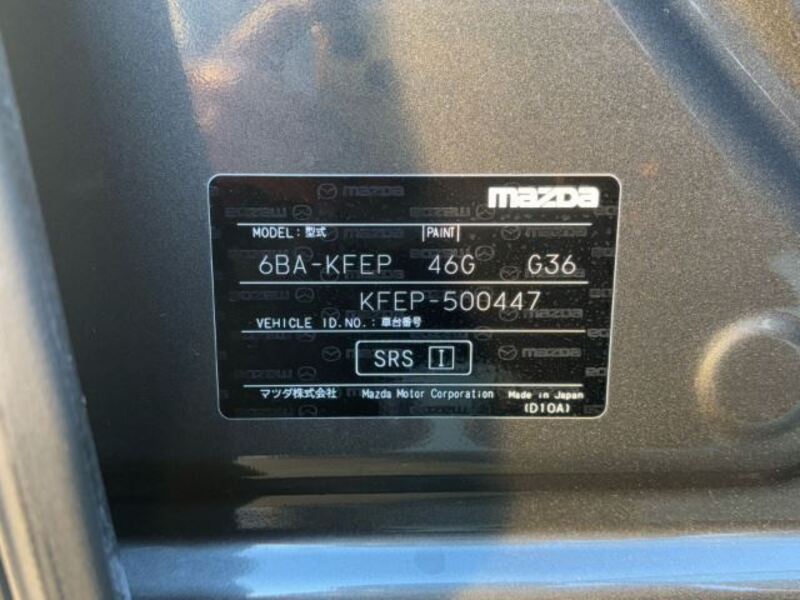 mazda
MODEL: 型式 PAINT
6BA-KFEP 46G G36
KFEP-500447
VEHICLE ID.NO.: 車台番号
SRS I
マツダ株式会社 Mazda Motor Corporation Made in Japan
(D10A)